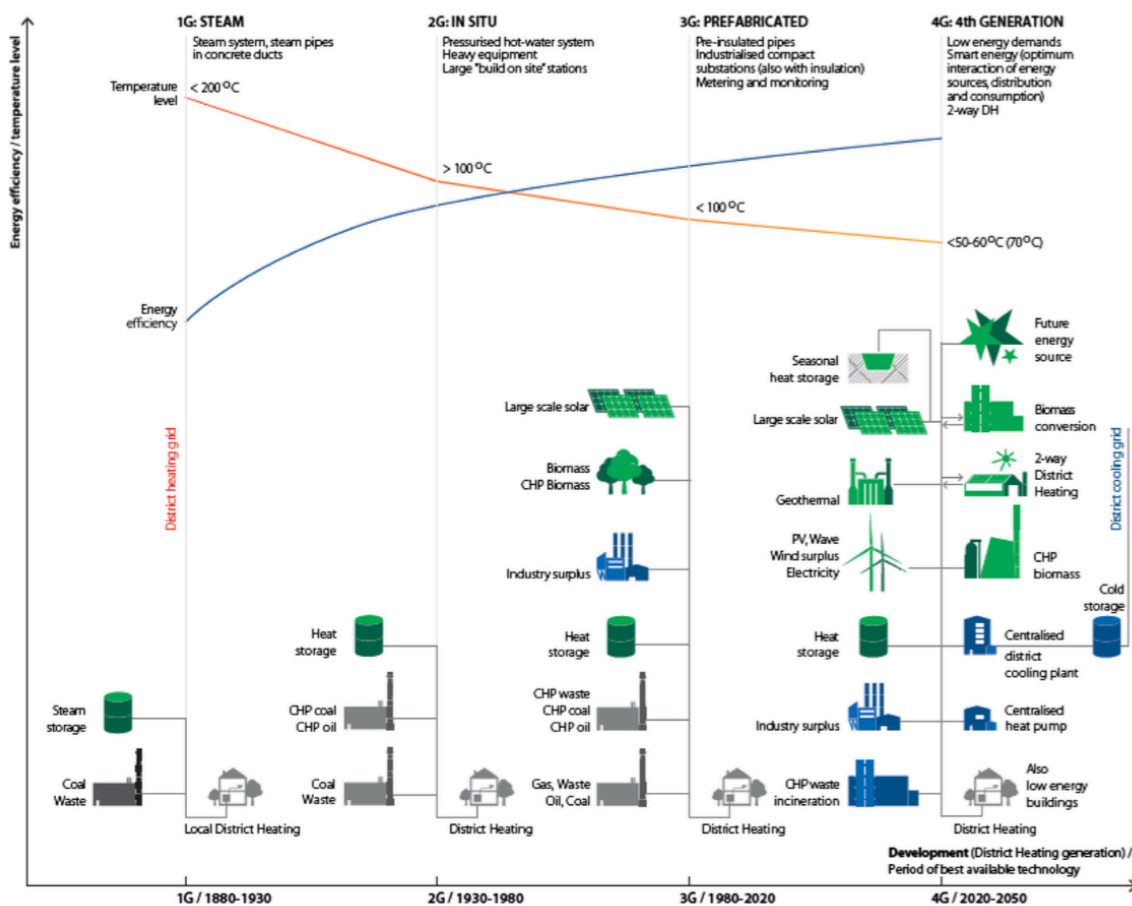 1G: STEAM
Steam system, steam pipes
in concrete ducts
2G: IN SITU
Pressurised hot-water system
Heavy equipment
Large "build on site" stations
3G: PREFABRICATED
Pre-insulated pipes
Industrialised compact
substations (also with insulation)
Metering and monitoring
4G: 4th GENERATION
Low energy demands
Smart energy (optimum
interaction of energy
sources, distribution
and consumption)
2-way DH
Energy efficiency / temperature level
Temperature
level
< 200 °C
> 100 °C
< 100 °C
<50-60°C (70°C)
Energy
efficiency
District heating grid
Steam
storage
Coal
Waste
Local District Heating
Heat
storage
CHP coal
CHP oil
Coal
Waste
District Heating
Large scale solar
Biomass
CHP Biomass
Industry surplus
Heat
storage
CHP waste
CHP coal
CHP oil
Gas, Waste
Oil, Coal
District Heating
Seasonal
heat storage
Large scale solar
Geothermal
PV, Wave
Wind surplus
Electricity
Heat
storage
Industry surplus
CHP waste
incineration
Future
energy
source
Biomass
conversion
2-way
District
Heating
CHP
biomass
Centralised
district
cooling plant
Centralised
heat pump
Also
low energy
buildings
District Heating
District cooling grid
Cold
storage
Development (District Heating generation) /
Period of best available technology
1G / 1880-1930
2G / 1930-1980
3G / 1980-2020
4G / 2020-2050